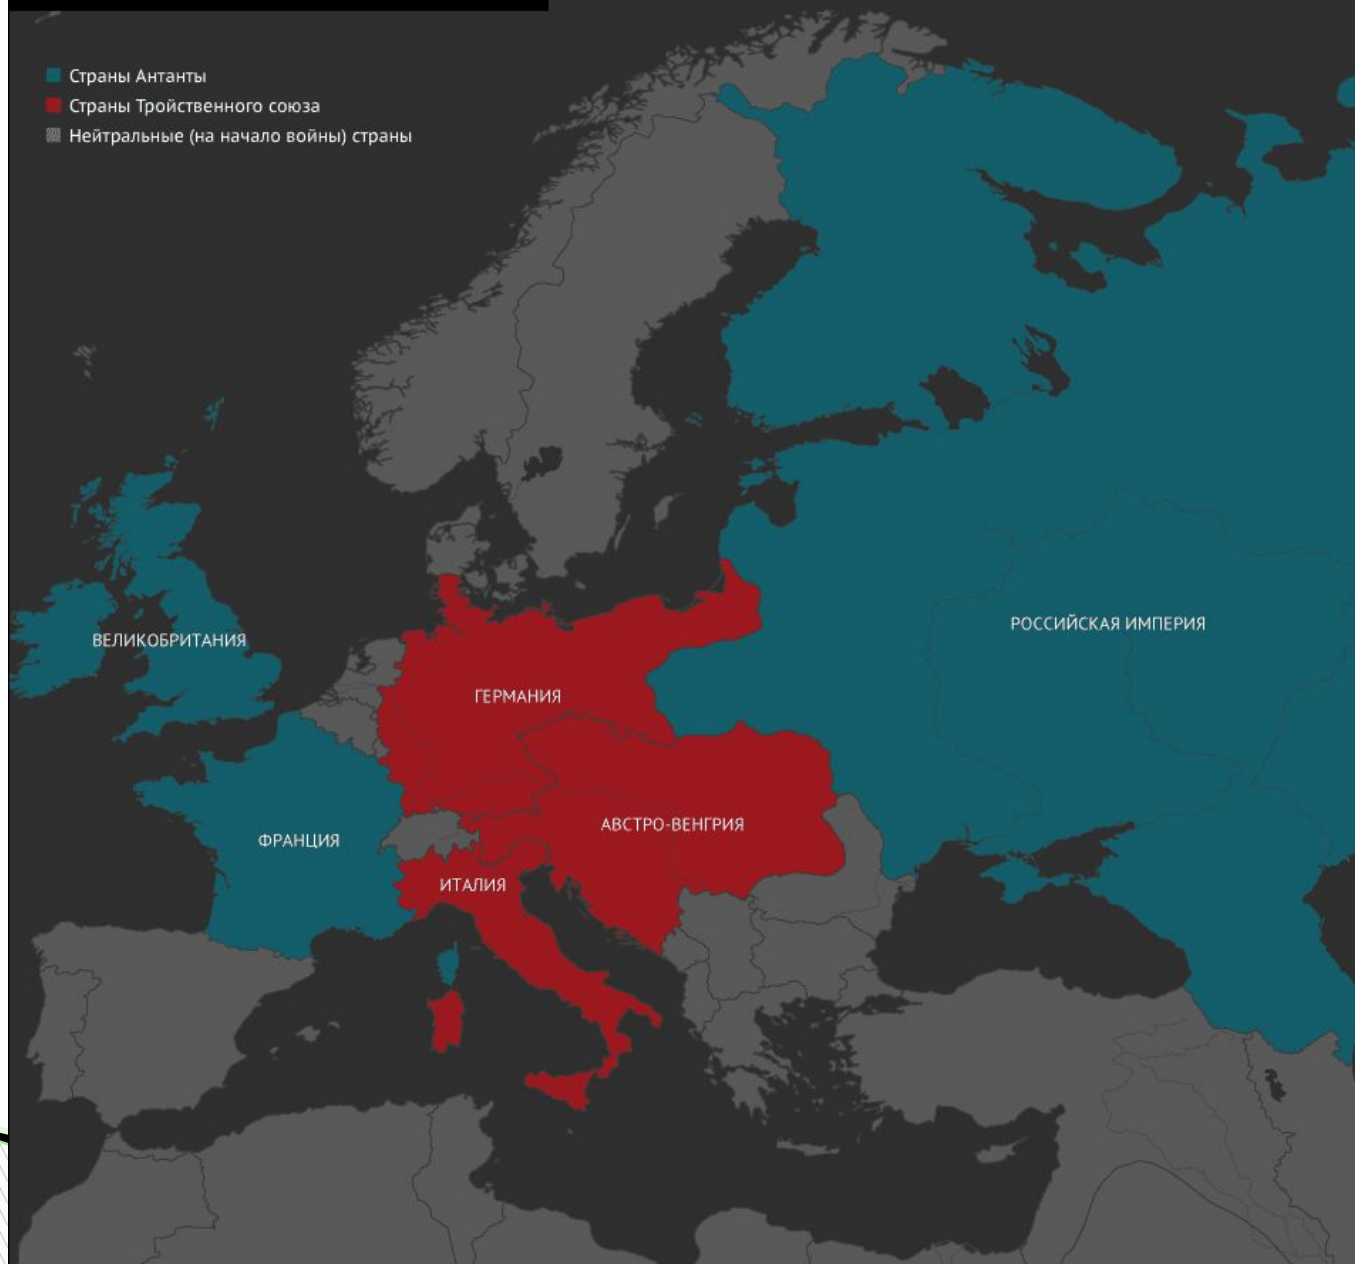 Страны Антанты
Страны Тройственного союза
Нейтральные (на начало войны) страны
РОССИЙСКАЯ ИМПЕРИЯ
ВЕЛИКОБРИТАНИЯ
ГЕРМАНИЯ
АВСТРО-ВЕНГРИЯ
ФРАНЦИЯ
ИТАЛИЯ